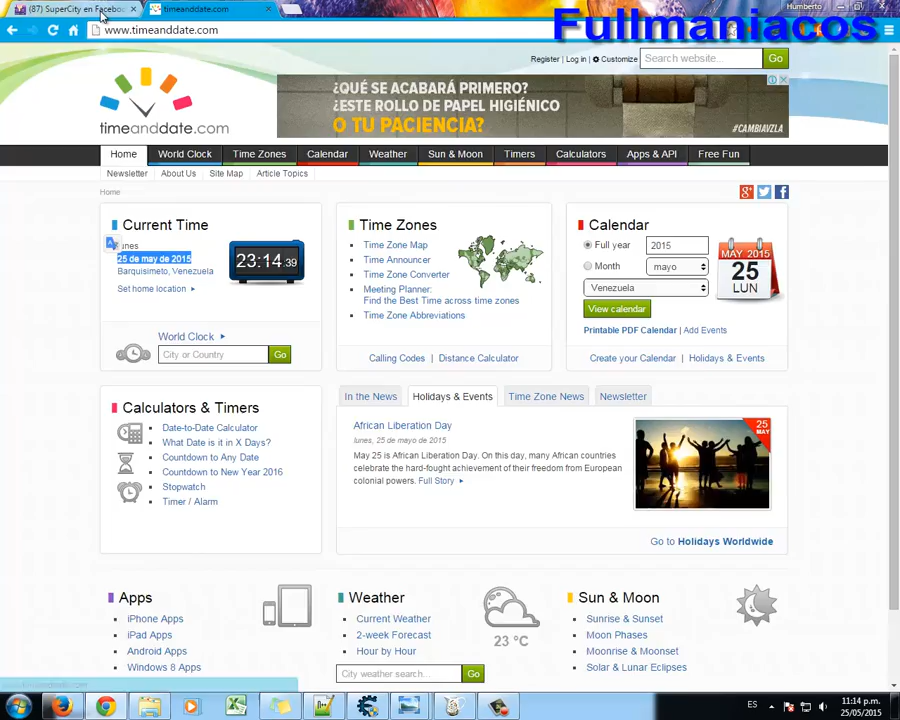 (87) SuperCity en Facebo
timeanddate.com
Humberto
www.timeanddate.com
Fullmaniacos
Register | Log in | Customize
Search website...
Go
timeanddate.com
¿QUÉ SE ACABARÁ PRIMERO?
¿ESTE ROLLO DE PAPEL HIGIÉNICO
O TU PACIENCIA?
#CAMBIAVZLA
Home
World Clock
Time Zones
Calendar
Weather
Sun & Moon
Timers
Calculators
Apps & API
Free Fun
Newsletter
About Us
Site Map
Article Topics
Home
Current Time
lunes
25 de may de 2015
Barquisimeto, Venezuela
Set home location
23:14.39
World Clock
City or Country
Go
Time Zones
Time Zone Map
Time Announcer
Time Zone Converter
Meeting Planner:
Find the Best Time across time zones
Time Zone Abbreviations
Calling Codes | Distance Calculator
Calendar
Full year
2015
Month
mayo
Venezuela
View calendar
MAY 2015
25
LUN
Printable PDF Calendar | Add Events
Create your Calendar | Holidays & Events
Calculators & Timers
Date-to-Date Calculator
What Date is it in X Days?
Countdown to Any Date
Countdown to New Year 2016
Stopwatch
Timer / Alarm
In the News
Holidays & Events
Time Zone News
Newsletter
African Liberation Day
lunes, 25 de mayo de 2015
May 25 is African Liberation Day. On this day, many African countries
celebrate the hard-fought achievement of their freedom from European
colonial powers. Full Story
25
MAY
Go to Holidays Worldwide
Apps
iPhone Apps
iPad Apps
Android Apps
Windows 8 Apps
Weather
Current Weather
2-week Forecast
Hour by Hour
23 °C
City weather search...
Go
Sun & Moon
Sunrise & Sunset
Moon Phases
Moonrise & Moonset
Solar & Lunar Eclipses
ES
11:14 p.m.
25/05/2015